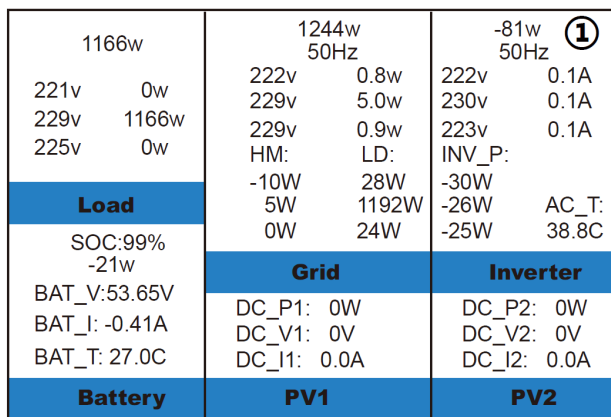 1166w
221v 0w
229v 1166w
225v 0w
Load
1244w
50Hz
222v 0.8w
229v 5.0w
229v 0.9w
HM: LD:
-10W 28W
5W 1192W
0W 24W
Grid
-81w ①
50Hz
222v 0.1A
230v 0.1A
223v 0.1A
INV_P:
-30W
-26W AC_T:
-25W 38.8C
Inverter
SOC:99%
-21w
BAT_V:53.65V
BAT_I: -0.41A
BAT_T: 27.0C
Battery
DC_P1: 0W
DC_V1: 0V
DC_I1: 0.0A
PV1
DC_P2: 0W
DC_V2: 0V
DC_I2: 0.0A
PV2